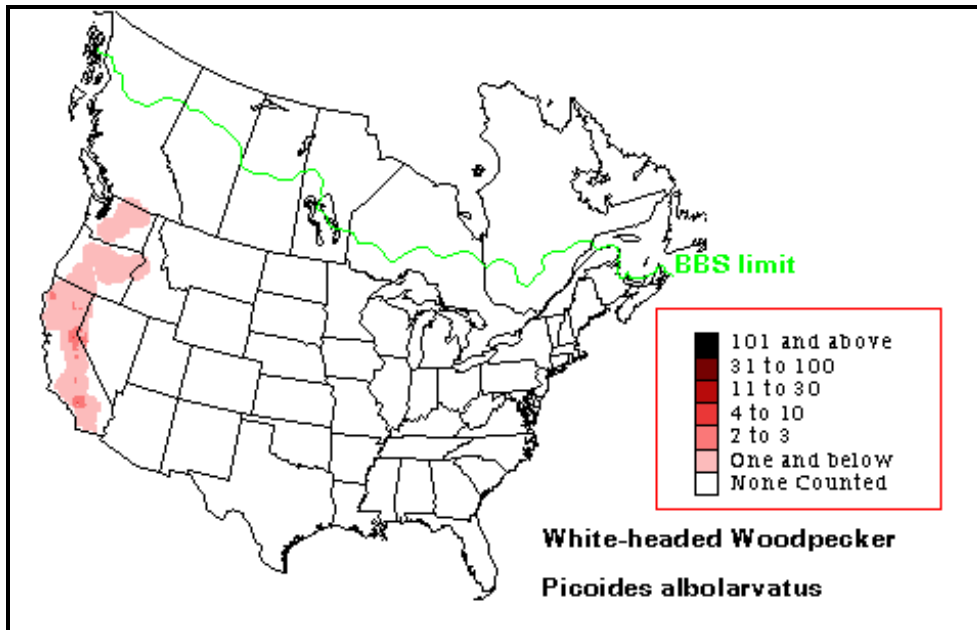 BBS limit
101 and above
31 to 100
11 to 30
4 to 10
2 to 3
One and below
None Counted
White-headed Woodpecker
Picoides albolarvatus